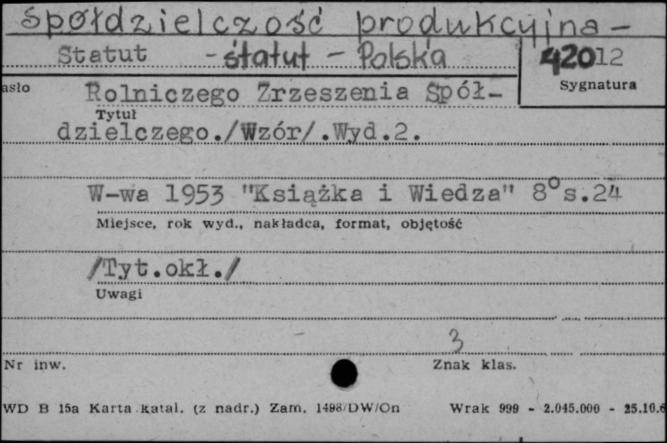 spółdzielczość produkcyjna -
Statut - statut - Polska 42012
asło Rolniczego Zrzeszenia Spół- Sygnatura
Tytuł
dzielczego./Wzór/.Wyd.2.
W-wa 1953 "Książka i Wiedza" 8° s.24
Miejsce, rok wyd., nakładca, format, objętość
/Tyt.okł./
Uwagi
3
Nr inw. Znak klas.
WD B 15a Karta katal. (z nadr.) Zam. 1498/DW/On Wrak 999 - 2.045.000 - 25.10.6